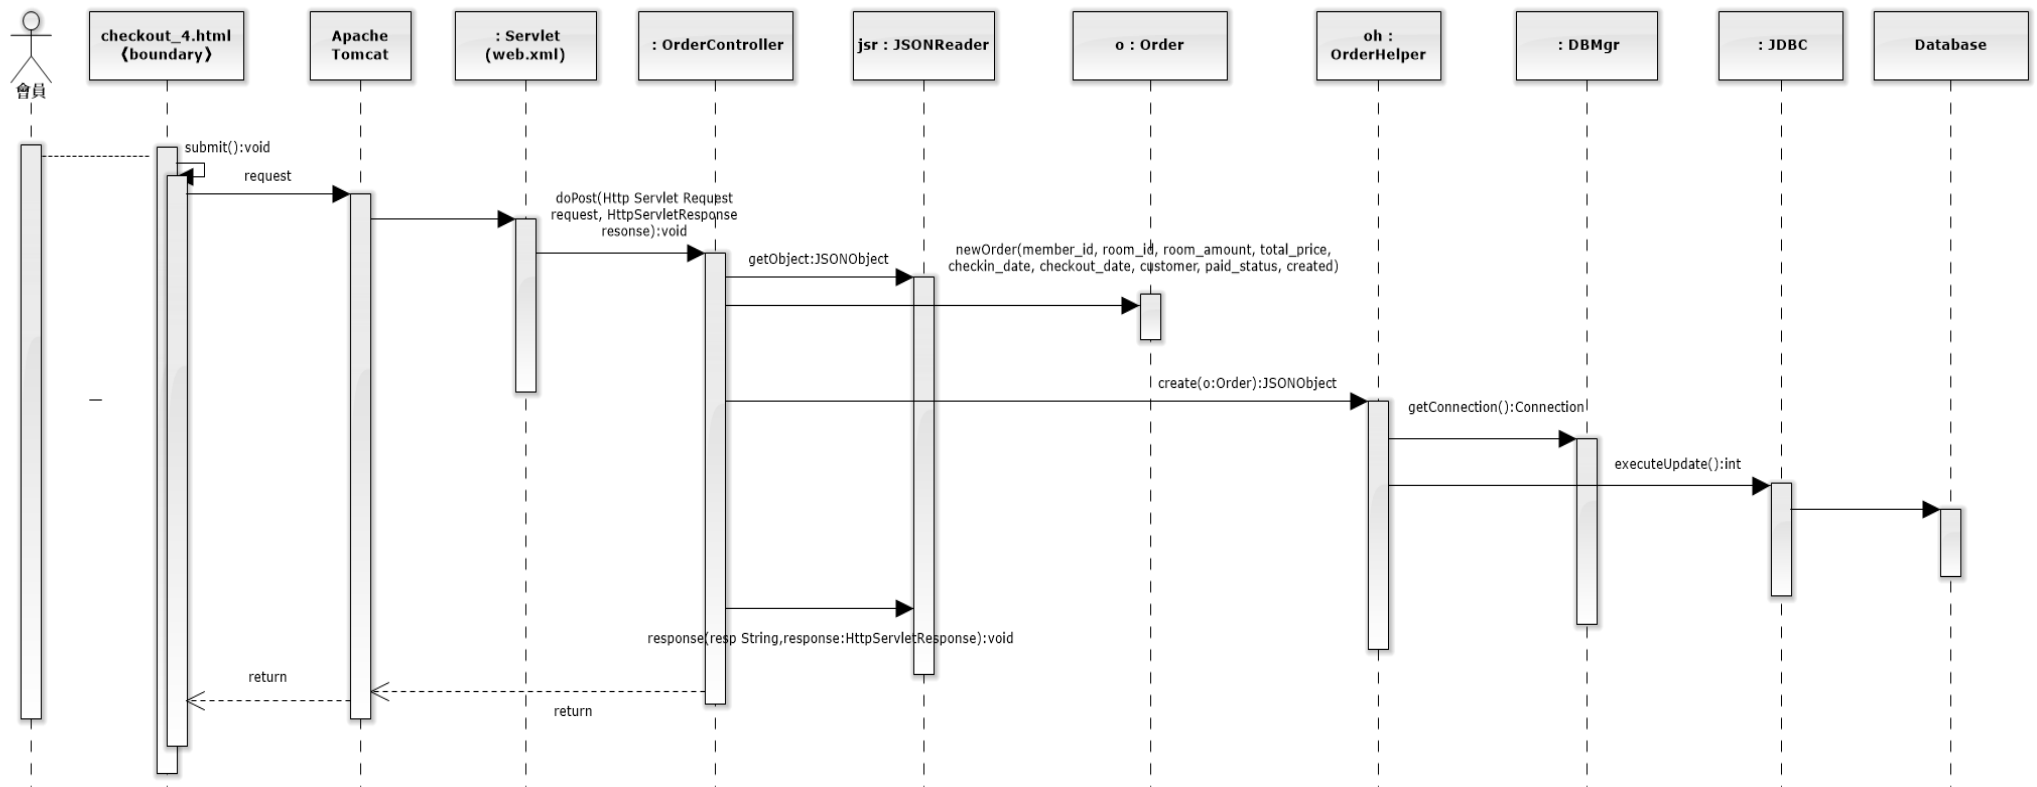 會員
checkout_4.html
《boundary》
Apache
Tomcat
: Servlet
(web.xml)
: OrderController
jsr : JSONReader
o : Order
oh :
OrderHelper
: DBMgr
: JDBC
Database
submit():void
request
doPost(Http Servlet Request
request, HttpServletResponse
resonse):void
getObject:JSONObject
newOrder(member_id, room_id, room_amount, total_price,
checkin_date, checkout_date, customer, paid_status, created)
create(o:Order):JSONObject
getConnection():Connection
executeUpdate():int
response(resp String,response:HttpServletResponse):void
return
return